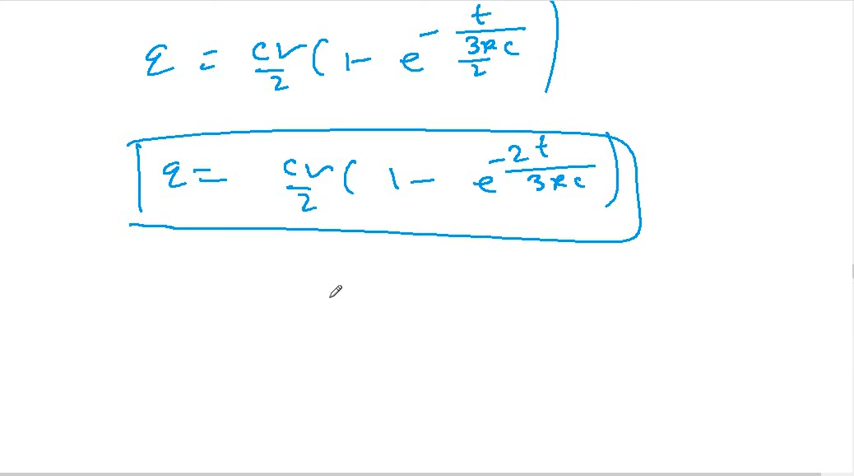 q = cv/2 (1 - e^(-t/(3RC/2)))
q = cv/2 (1 - e^(-2t/3RC))